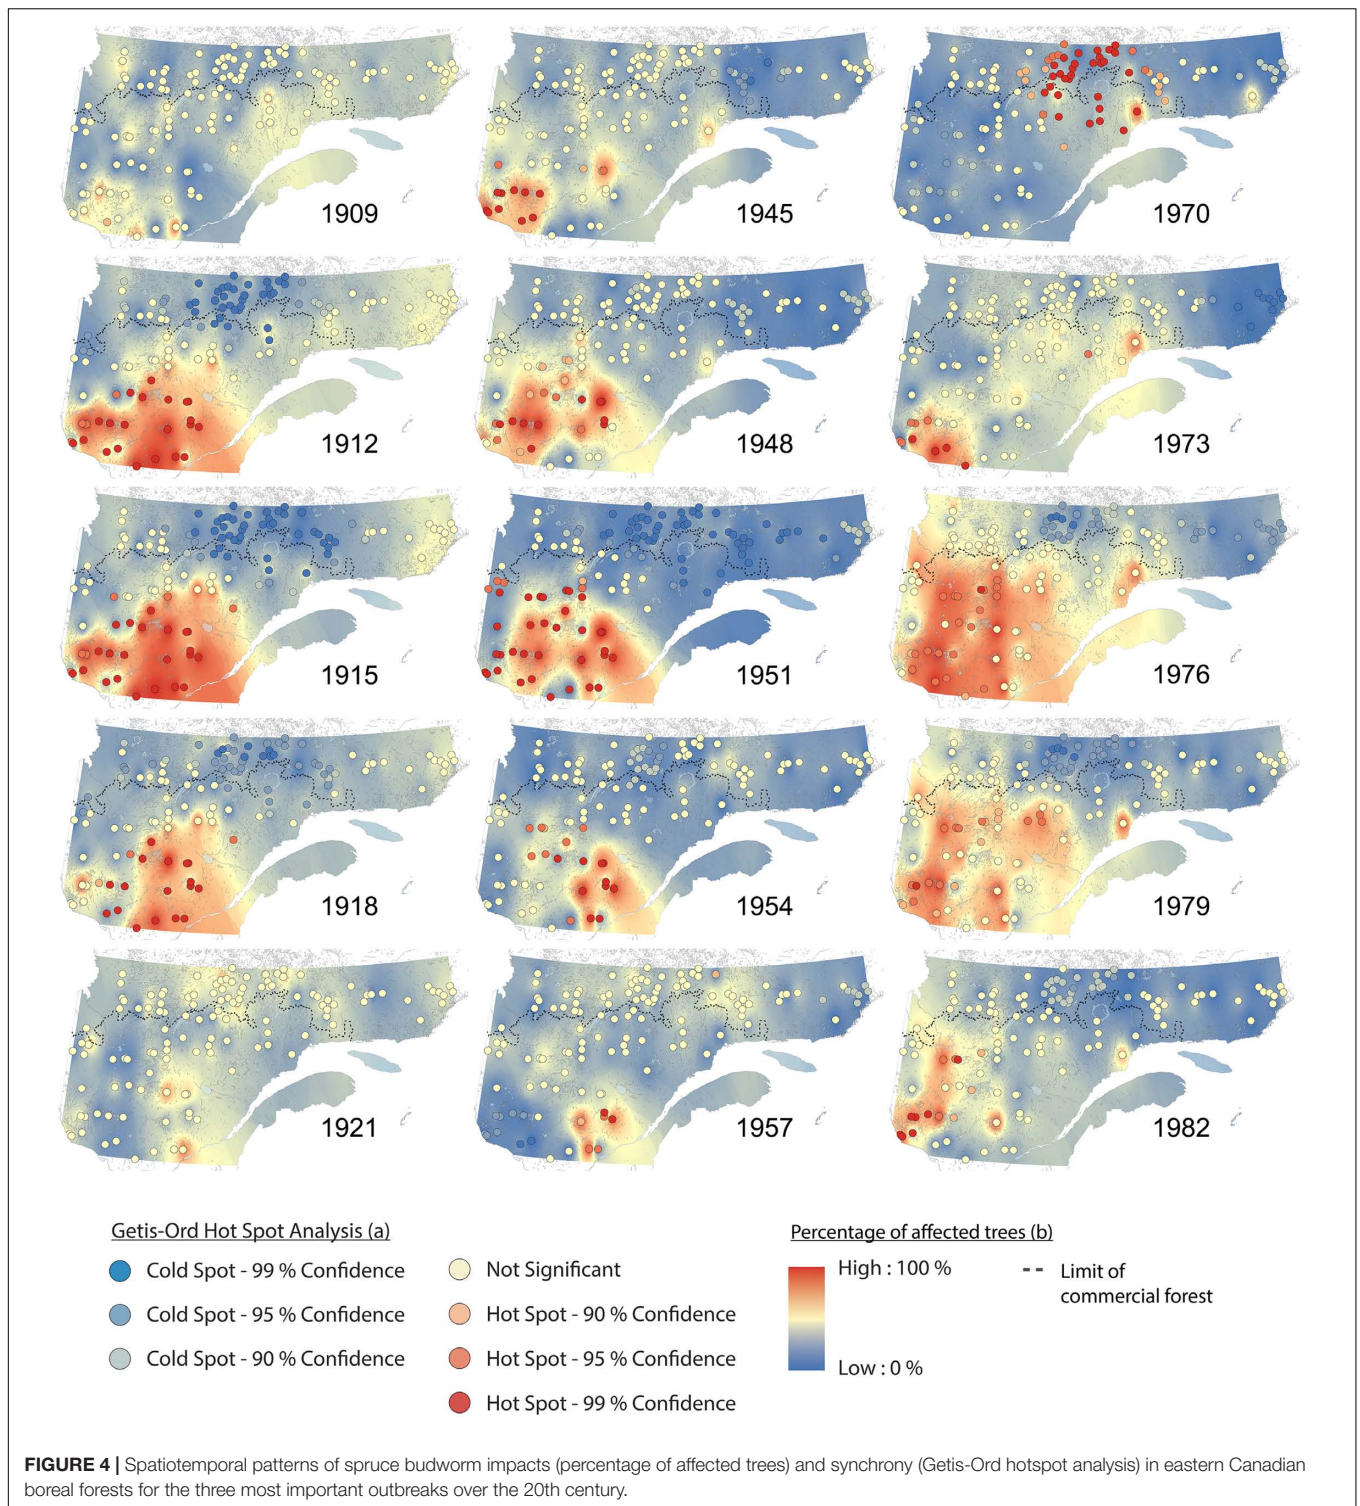 1909
1945
1970
1912
1948
1973
1915
1951
1976
1918
1954
1979
1921
1957
1982
Getis-Ord Hot Spot Analysis (a)
Cold Spot - 99 % Confidence
Cold Spot - 95 % Confidence
Cold Spot - 90 % Confidence
Not Significant
Hot Spot - 90 % Confidence
Hot Spot - 95 % Confidence
Hot Spot - 99 % Confidence
Percentage of affected trees (b)
High : 100 %
Low : 0 %
Limit of
commercial forest
FIGURE 4 | Spatiotemporal patterns of spruce budworm impacts (percentage of affected trees) and synchrony (Getis-Ord hotspot analysis) in eastern Canadian
boreal forests for the three most important outbreaks over the 20th century.